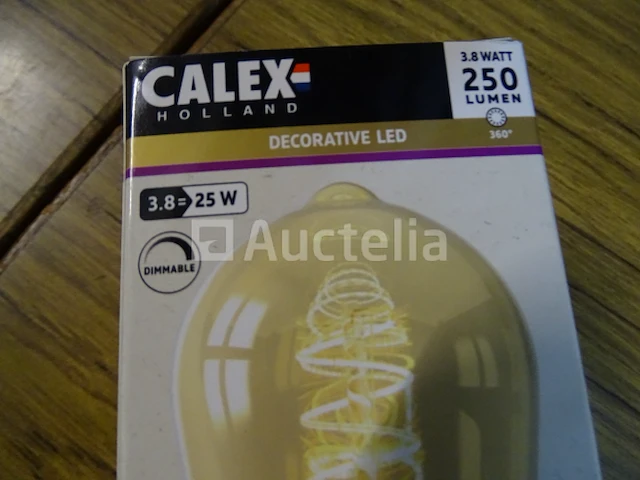 CALEX
HOLLAND
3.8 WATT
250
LUMEN
360°
DECORATIVE LED
3.8 = 25 W
DIMMABLE
Auctelia